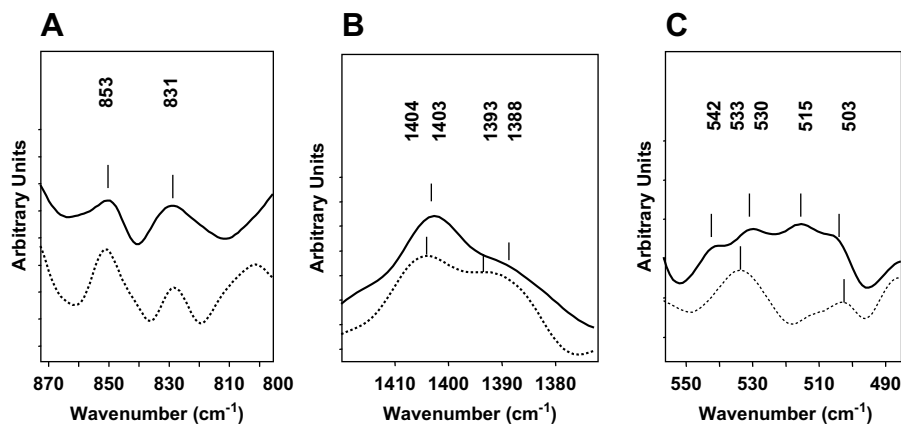 A
B
C
853
831
1404
1403
1393
1388
542
533
530
515
503
Arbitrary Units
Arbitrary Units
Arbitrary Units
870 850 830 810 800
1410 1400 1390 1380
550 530 510 490
Wavenumber (cm⁻¹)
Wavenumber (cm⁻¹)
Wavenumber (cm⁻¹)